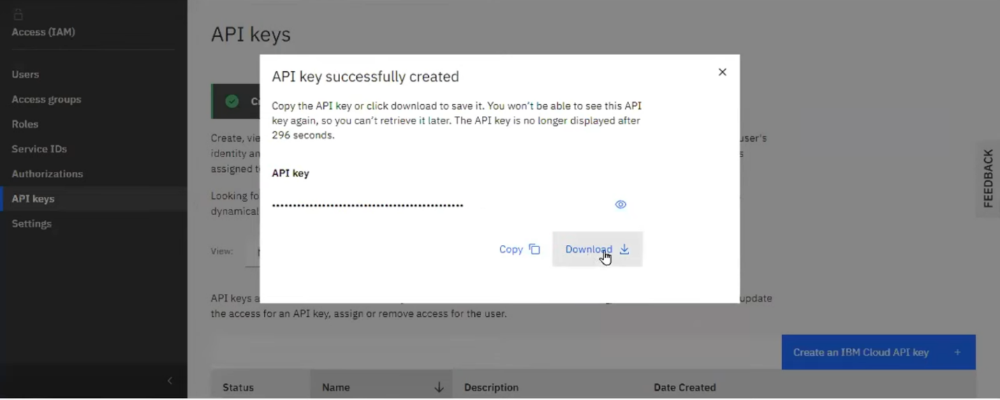 Access (IAM)
Users
Access groups
Roles
Service IDs
Authorizations
API keys
Settings
API keys
API key successfully created
Copy the API key or click download to save it. You won't be able to see this API
key again, so you can't retrieve it later. The API key is no longer displayed after
296 seconds.
API key
Copy
Download
Create, vie
user's
identity an
assigned t
Looking fo
dynamical
View:
API keys a
update
the access for an API key, assign or remove access for the user.
Create an IBM Cloud API key +
Status Name Description Date Created
FEEDBACK